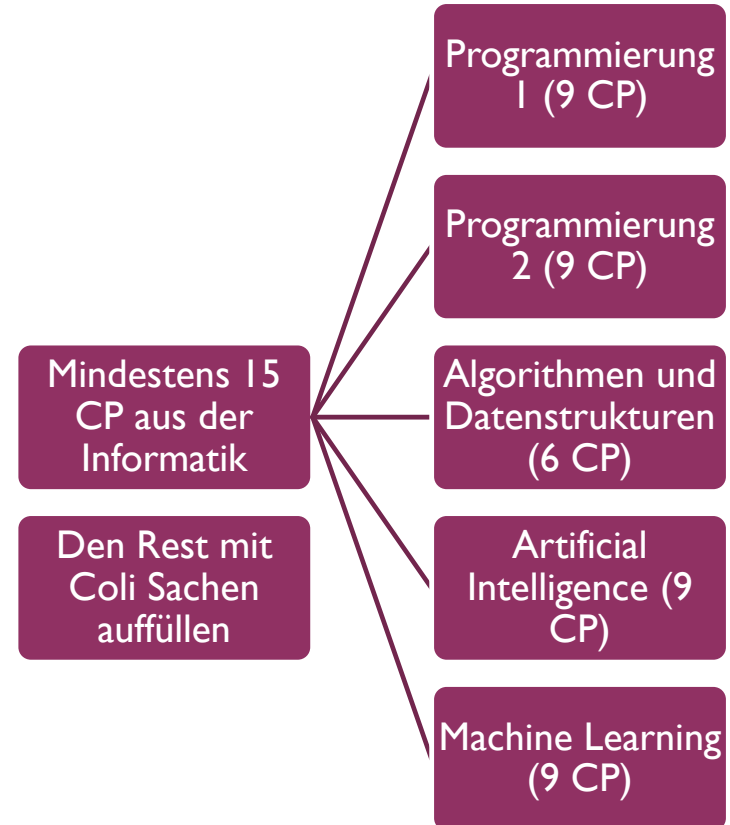 Mindestens 15
CP aus der
Informatik
Den Rest mit
Coli Sachen
auffüllen
Programmierung
1 (9 CP)
Programmierung
2 (9 CP)
Algorithmen und
Datenstrukturen
(6 CP)
Artificial
Intelligence (9
CP)
Machine Learning
(9 CP)